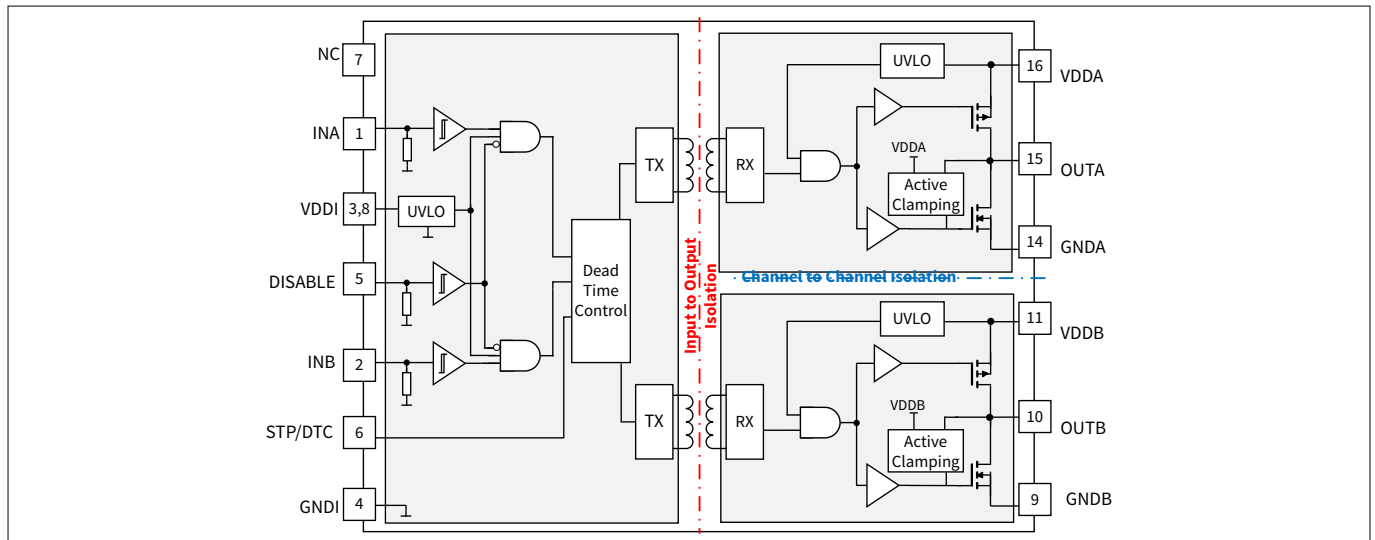 NC
7
INA
1
VDDI
3,8
UVLO
DISABLE
5
INB
2
STP/DTC
6
GNDI
4
Dead
Time
Control
TX
TX
Input to Output
Isolation
Channel to Channel Isolation
RX
UVLO
VDDA
Active
Clamping
16
VDDA
15
OUTA
14
GNDA
RX
UVLO
VDDB
Active
Clamping
11
VDDB
10
OUTB
9
GNDB